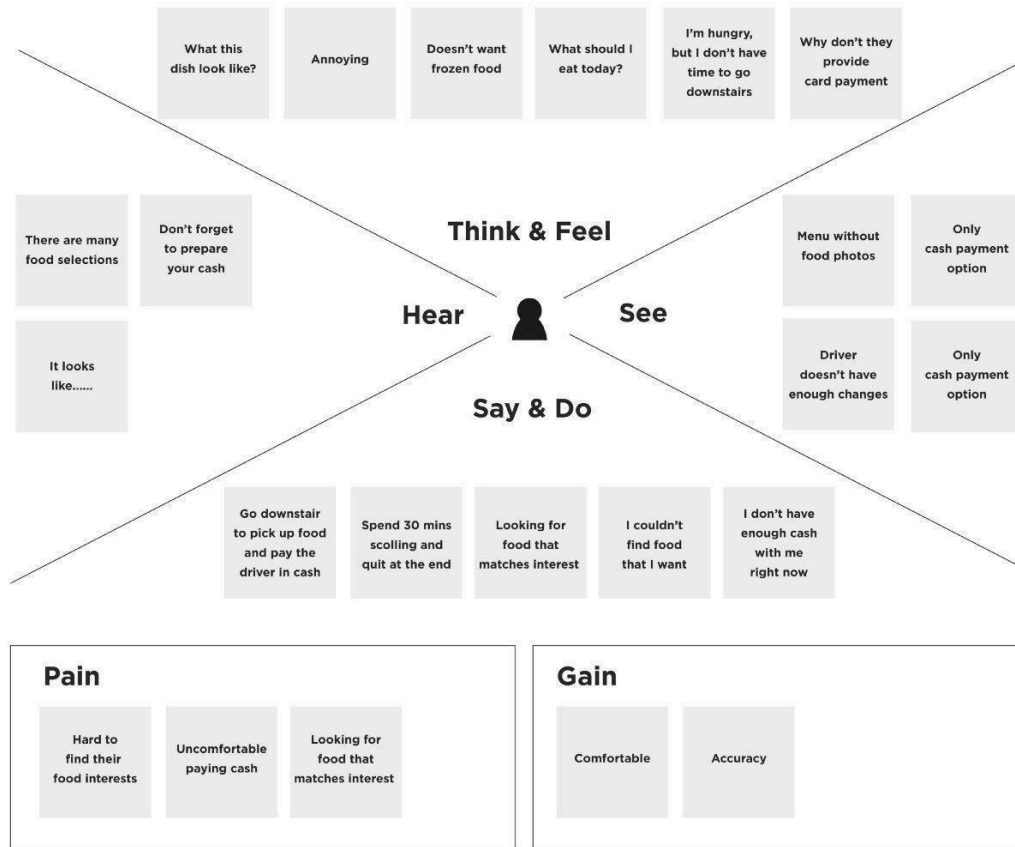 What this
dish look like?
Annoying
Doesn't want
frozen food
What should I
eat today?
I'm hungry,
but I don't have
time to go
downstairs
Why don't they
provide
card payment
Think & Feel
Hear
There are many
food selections
Don't forget
to prepare
your cash
It looks
like......
See
Menu without
food photos
Only
cash payment
option
Driver
doesn't have
enough changes
Only
cash payment
option
Say & Do
Go downstair
to pick up food
and pay the
driver in cash
Spend 30 mins
scolling and
quit at the end
Looking for
food that
matches interest
I couldn't
find food
that I want
I don't have
enough cash
with me
right now
Pain
Hard to
find their
food interests
Uncomfortable
paying cash
Looking for
food that
matches interest
Gain
Comfortable
Accuracy